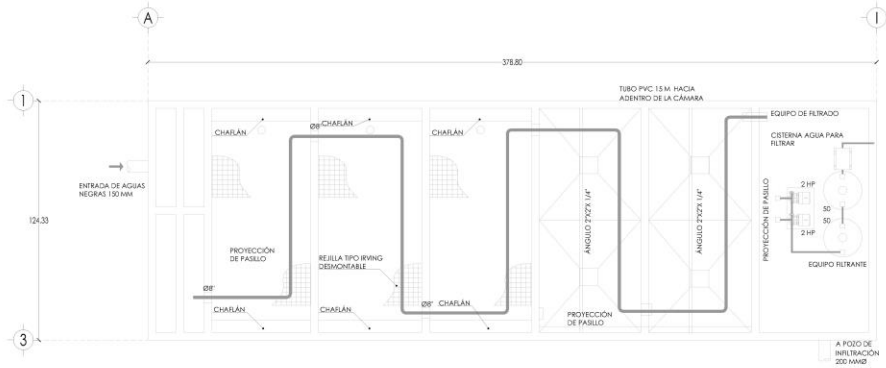 A
I
378.80
1
TUBO PVC 15 M. HACIA
ADENTRO DE LA CÁMARA
EQUIPO DE FILTRADO
CISTERNA AGUA PARA
FILTRAR
CHAFLÁN
Ø8"
CHAFLÁN
CHAFLÁN
ENTRADA DE AGUAS
NEGRAS 150 MM
124.33
PROYECCIÓN
DE PASILLO
REJILLA TIPO IRVING
DESMONTABLE
ÁNGULO 2"X2"X 1/4"
ÁNGULO 2"X2"X 1/4"
PROYECCIÓN DE PASILLO
2 HP
50
50
2 HP
EQUIPO FILTRANTE
Ø8"
CHAFLÁN
CHAFLÁN
Ø8"
CHAFLÁN
PROYECCIÓN
DE PASILLO
3
A POZO DE
INFILTRACIÓN
200 MMØ